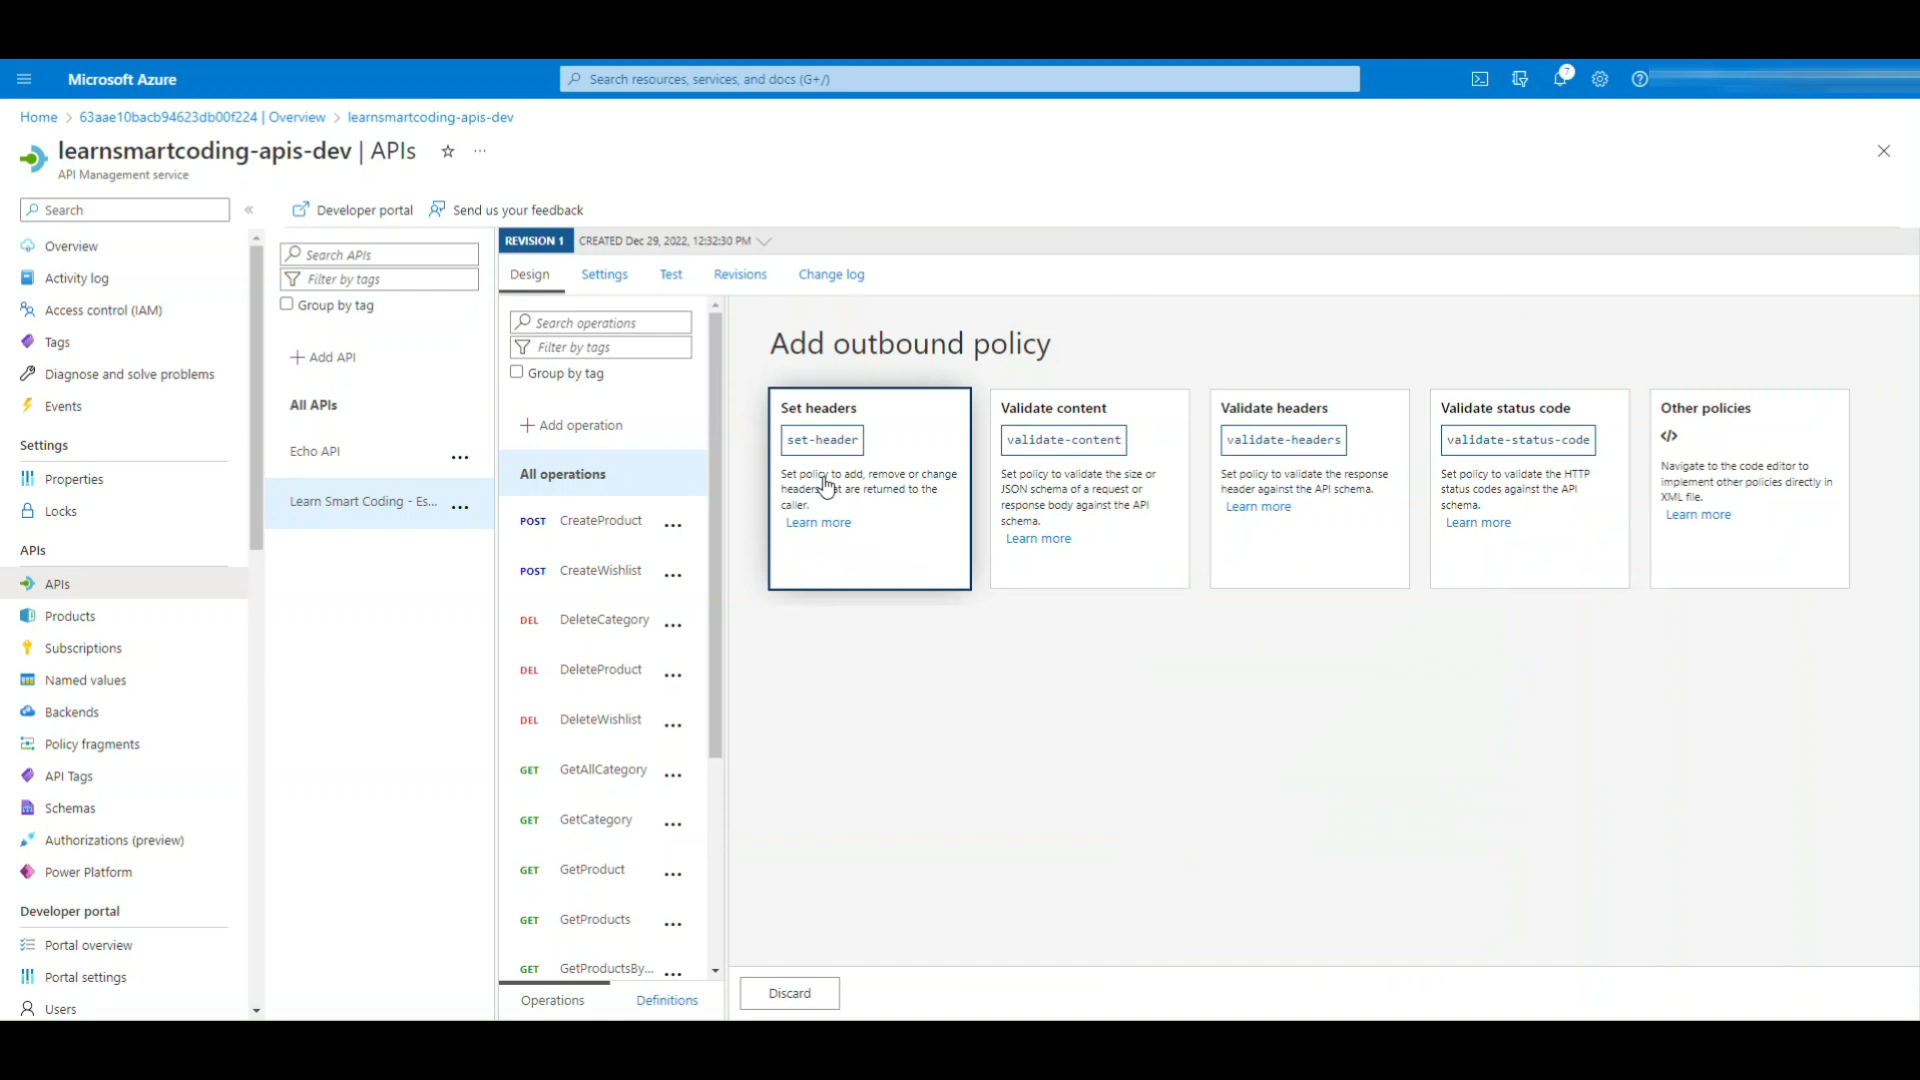 Microsoft Azure
Search resources, services, and docs (G+/)
7
Home > 63aae10bacb94623db00f224 | Overview > learnsmartcoding-apis-dev
learnsmartcoding-apis-dev | APIs
API Management service
Search
Overview
Activity log
Access control (IAM)
Tags
Diagnose and solve problems
Events
Settings
Properties
Locks
APIs
APIs
Products
Subscriptions
Named values
Backends
Policy fragments
API Tags
Schemas
Authorizations (preview)
Power Platform
Developer portal
Portal overview
Portal settings
Users
Developer portal
Send us your feedback
Search APIs
Filter by tags
Group by tag
Add API
All APIs
Echo API
Learn Smart Coding - Es...
REVISION 1 CREATED Dec 29, 2022, 12:32:30 PM
Design Settings Test Revisions Change log
Search operations
Filter by tags
Group by tag
Add operation
All operations
POST CreateProduct
POST CreateWishlist
DEL DeleteCategory
DEL DeleteProduct
DEL DeleteWishlist
GET GetAllCategory
GET GetCategory
GET GetProduct
GET GetProducts
GET GetProductsBy...
Operations Definitions
Add outbound policy
Set headers
set-header
Set policy to add, remove or change
headers at are returned to the
caller.
Learn more
Validate content
validate-content
Set policy to validate the size or
JSON schema of a request or
response body against the API
schema.
Learn more
Validate headers
validate-headers
Set policy to validate the response
header against the API schema.
Learn more
Validate status code
validate-status-code
Set policy to validate the HTTP
status codes against the API
schema.
Learn more
Other policies
</>
Navigate to the code editor to
implement other policies directly in
XML file.
Learn more
Discard